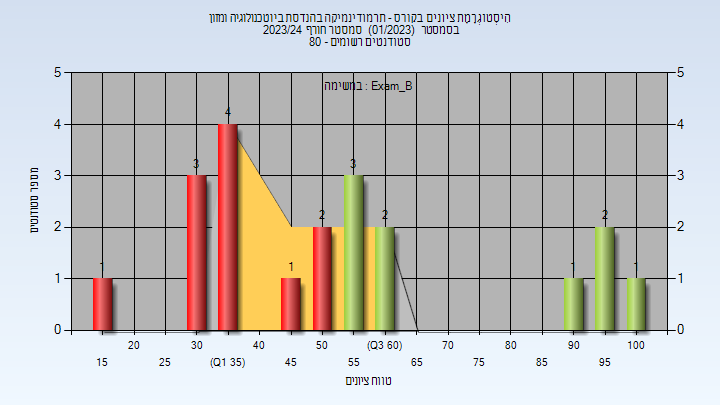 הִיסטוגְרָמַת ציונים בקורס - תרמודינמיקה בהנדסת ביוטכנולוגיה ומזון
בסמסטר (01/2023) סמסטר חורף 2023/24
סטודנטים רשומים - 80
במשימה : Exam_B
מספר סטודנטים
5 5
4 4
3 3
2 2
1 1
0 0
1 3 4 1 2 3 2 1 2 1
20 30 40 50 (Q3 60) 70 80 90 100
15 25 (Q1 35) 45 55 65 75 85 95
טווח ציונים